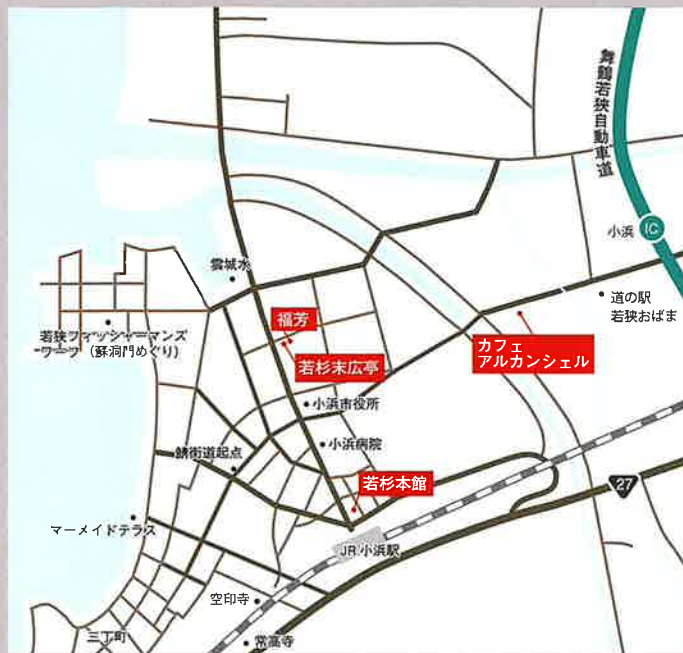 舞鶴若狭自動車道
小浜 IC
雲城水
道の駅
若狭おばま
福芳
若狭フィッシャーマンズ
ワーフ（蘇洞門めぐり）
カフェ
アルカンシェル
若杉末広亭
小浜市役所
小浜病院
鯖街道起点
若杉本館
27
マーメイドテラス
JR.小浜駅
空印寺
三丁町
常高寺